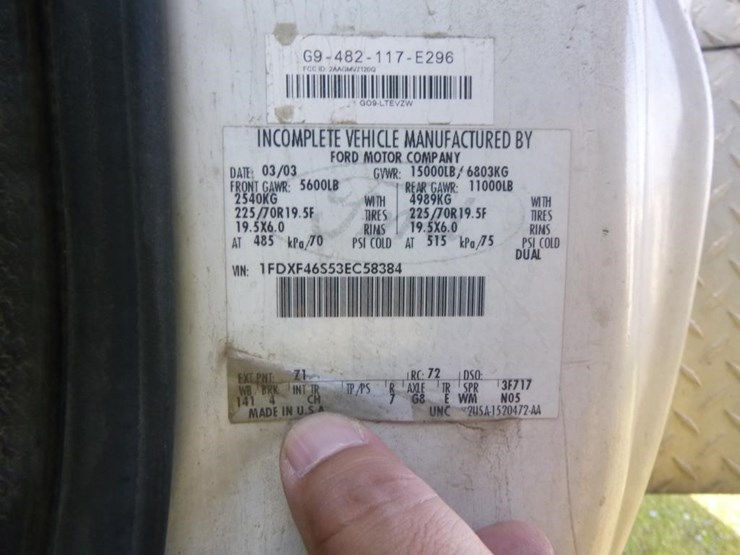 G9-482-117-E296
FCC ID: 2AAGMVZ120G
GO9-LTEVZW
INCOMPLETE VEHICLE MANUFACTURED BY
FORD MOTOR COMPANY
DATE: 03/03 GVWR: 15000LB/ 6803KG
FRONT GAWR: 5600LB REAR GAWR: 11000LB
2540KG WITH 4989KG WITH
225/70R19.5F TIRES 225/70R19.5F TIRES
19.5X6.0 RIMS 19.5X6.0 RIMS
AT 485 kPa/70 PSI COLD AT 515 kPa/75 PSI COLD
DUAL
VIN: 1FDXF46S53EC58384
EXT PNT: Z1 RC: 72 DSO:
WB BRK INT TR TP/PS R AXLE TR SPR 3F717
141 4 CH 7 G8 E WM N05
MADE IN U.S.A UNC 2U5A-1520472-AA